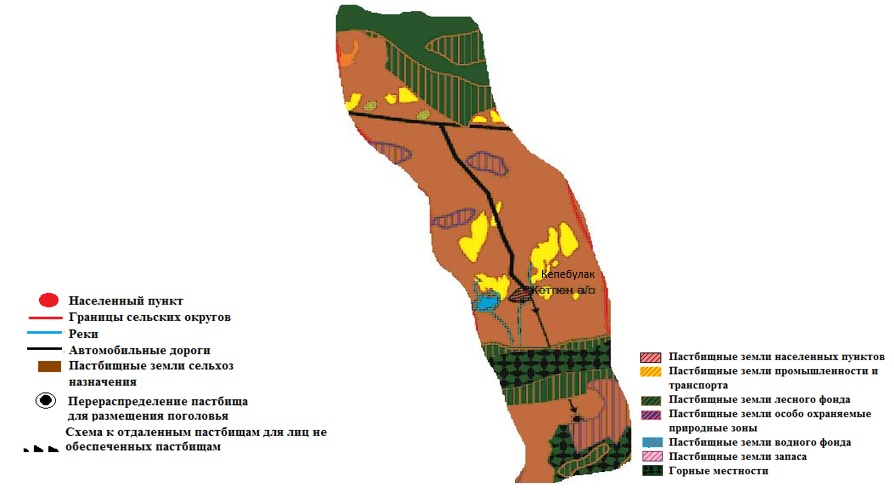 Кепебулак
Кетпен а/о
Населенный пункт
Границы сельских округов
Реки
Автомобильные дороги
Пастбищные земли сельхоз
назначения
Перераспределение пастбища
для размещения поголовья
Схема к отдаленным пастбищам для лиц не
обеспеченных пастбищам
Пастбищные земли населенных пунктов
Пастбищные земли промышленности и
транспорта
Пастбищные земли лесного фонда
Пастбищные земли особо охраняемые
природные зоны
Пастбищные земли водного фонда
Пастбищные земли запаса
Горные местности